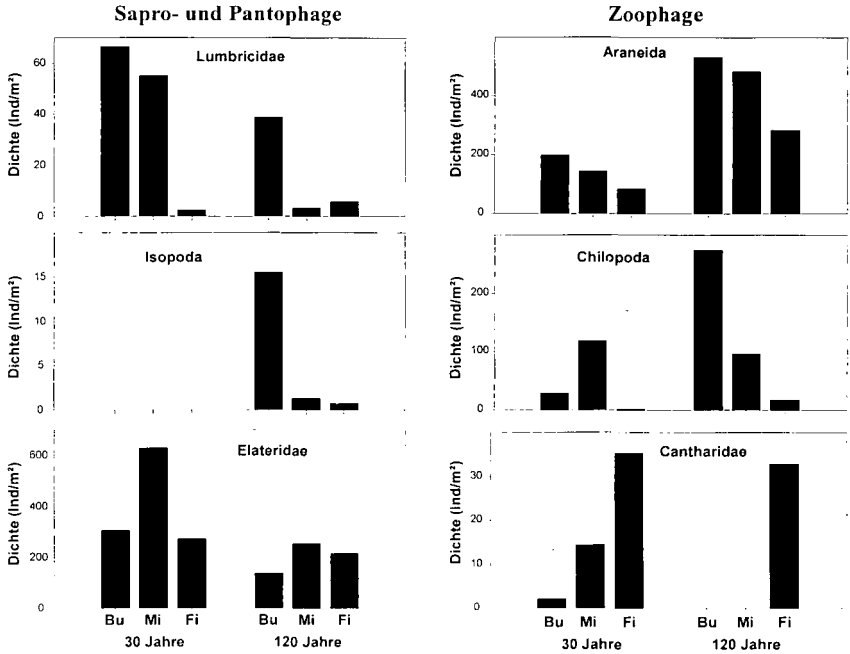 Sapro- und Pantophage
Lumbricidae
Dichte (Ind/m²)
60
40
20
0
Isopoda
Dichte (Ind/m²)
15
10
5
0
Elateridae
Dichte (Ind/m²)
600
400
200
0
Bu Mi Fi Bu Mi Fi
30 Jahre 120 Jahre
Zoophage
Araneida
Dichte (Ind/m²)
400
200
0
Chilopoda
Dichte (Ind/m²)
200
100
0
Cantharidae
Dichte (Ind/m²)
30
20
10
0
Bu Mi Fi Bu Mi Fi
30 Jahre 120 Jahre